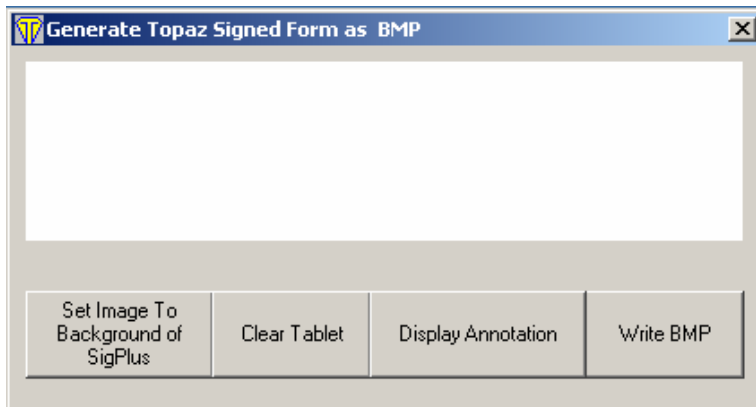 Generate Topaz Signed Form as BMP
Set Image To
Background of
SigPlus
Clear Tablet
Display Annotation
Write BMP